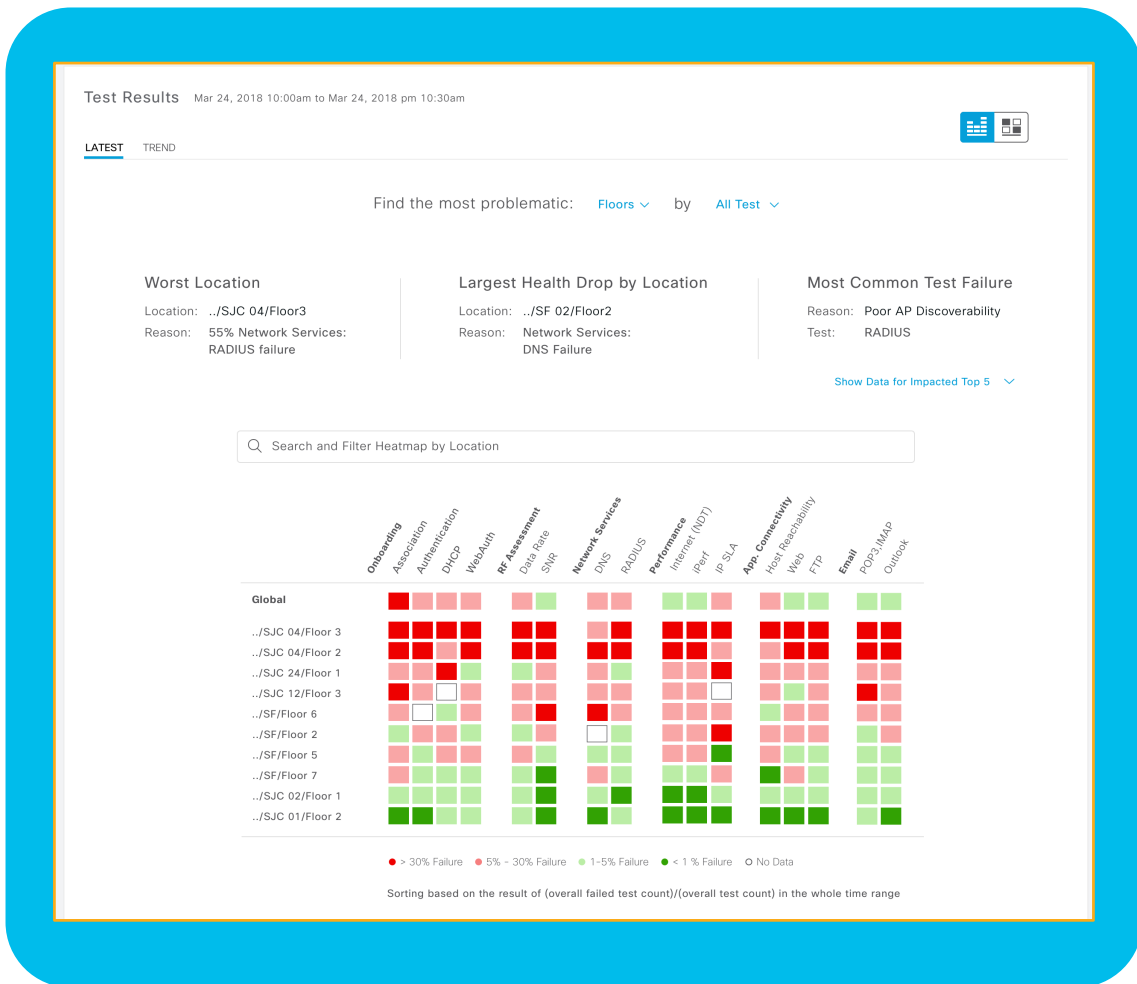 Test Results Mar 24, 2018 10:00am to Mar 24, 2018 pm 10:30am
LATEST TREND
Find the most problematic: Floors by All Test
Worst Location
Location: ../SJC 04/Floor3
Reason: 55% Network Services:
RADIUS failure
Largest Health Drop by Location
Location: ../SF 02/Floor2
Reason: Network Services:
DNS Failure
Most Common Test Failure
Reason: Poor AP Discoverability
Test: RADIUS
Show Data for Impacted Top 5
Search and Filter Heatmap by Location
Onboarding
Association
Authentication
DHCP
WebAuth
RF Assessment
Data Rate
SNR
Network Services
DNS
RADIUS
Performance
Internet (NDT)
iPerf
IP SLA
App. Connectivity
Host Reachability
Web
FTP
Email
POP3,IMAP
Outlook
Global
../SJC 04/Floor 3
../SJC 04/Floor 2
../SJC 24/Floor 1
../SJC 12/Floor 3
../SF/Floor 6
../SF/Floor 2
../SF/Floor 5
../SF/Floor 7
../SJC 02/Floor 1
../SJC 01/Floor 2
> 30% Failure 5% - 30% Failure 1-5% Failure < 1 % Failure No Data
Sorting based on the result of (overall failed test count)/(overall test count) in the whole time range